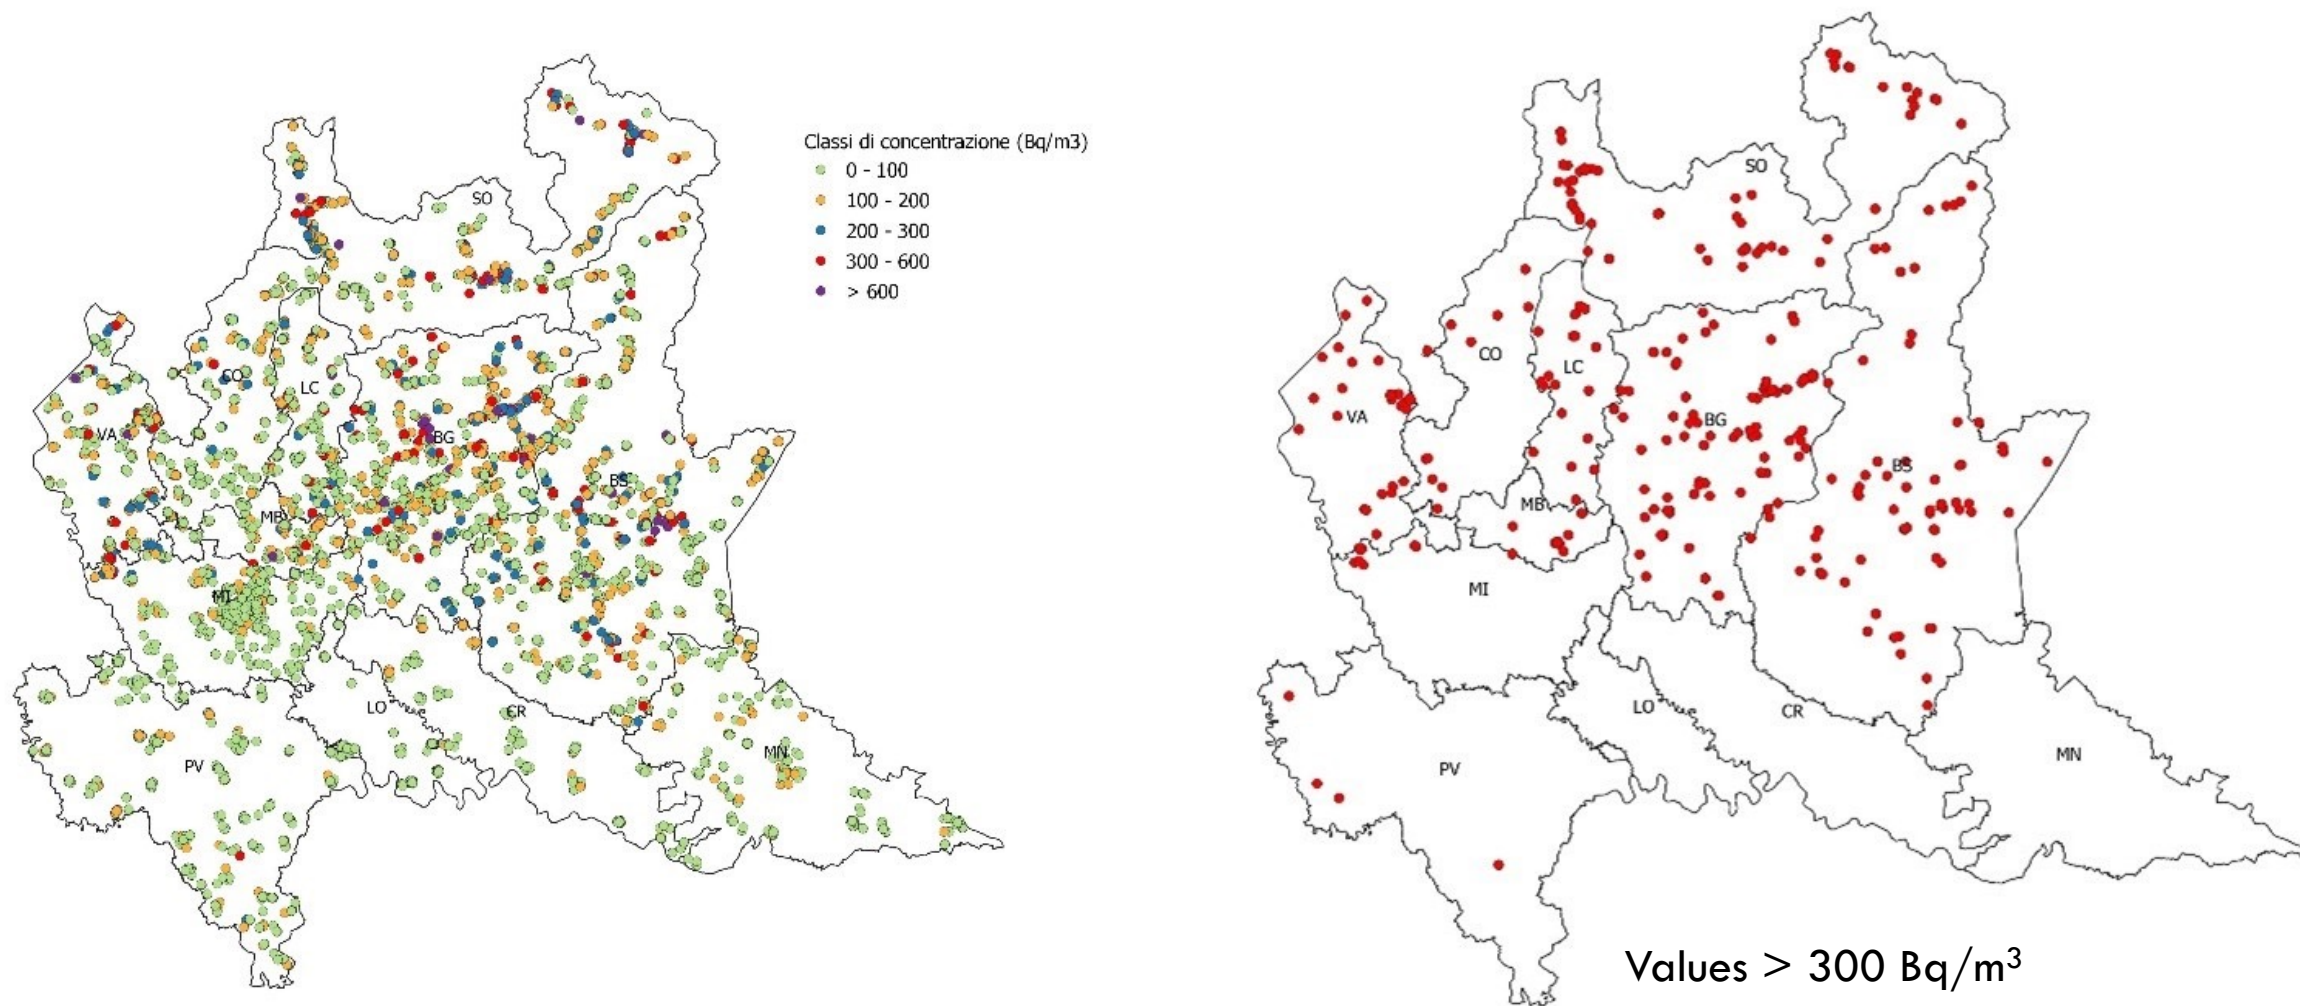 Classi di concentrazione (Bq/m3)
0 - 100
100 - 200
200 - 300
300 - 600
> 600
SO
CO
LC
VA
BG
BS
MB
MI
LO
CR
PV
MN
SO
CO
LC
VA
BG
BS
MB
MI
LO
CR
PV
MN
Values > 300 Bq/m³